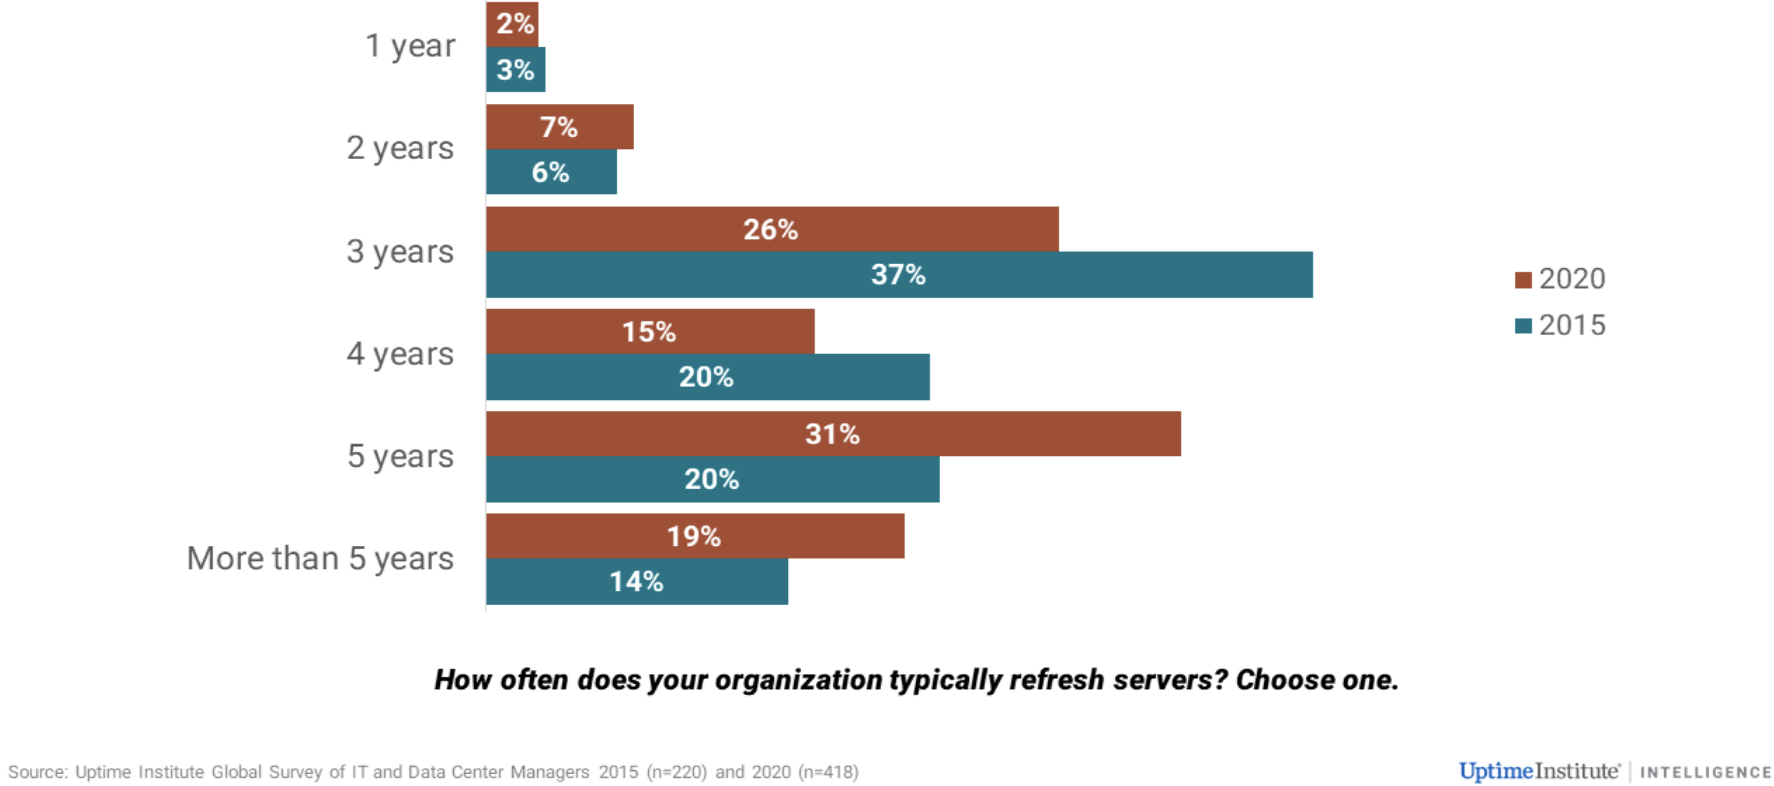 1 year
2%
3%
2 years
7%
6%
3 years
26%
37%
4 years
15%
20%
5 years
31%
20%
More than 5 years
19%
14%
2020
2015
How often does your organization typically refresh servers? Choose one.
Source: Uptime Institute Global Survey of IT and Data Center Managers 2015 (n=220) and 2020 (n=418)
UptimeInstitute® | INTELLIGENCE